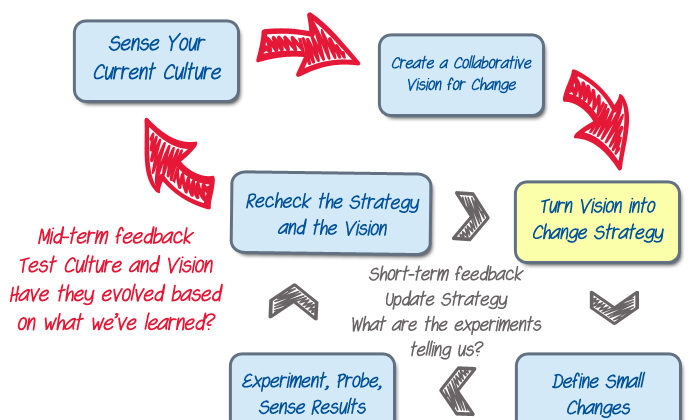 Sense Your
Current Culture
Create a Collaborative
Vision for Change
Recheck the Strategy
and the Vision
Turn Vision into
Change Strategy
Mid-term feedback
Test Culture and Vision
Have they evolved based
on what we've learned?
Short-term feedback
Update Strategy
What are the experiments
telling us?
Experiment, Probe,
Sense Results
Define Small
Changes